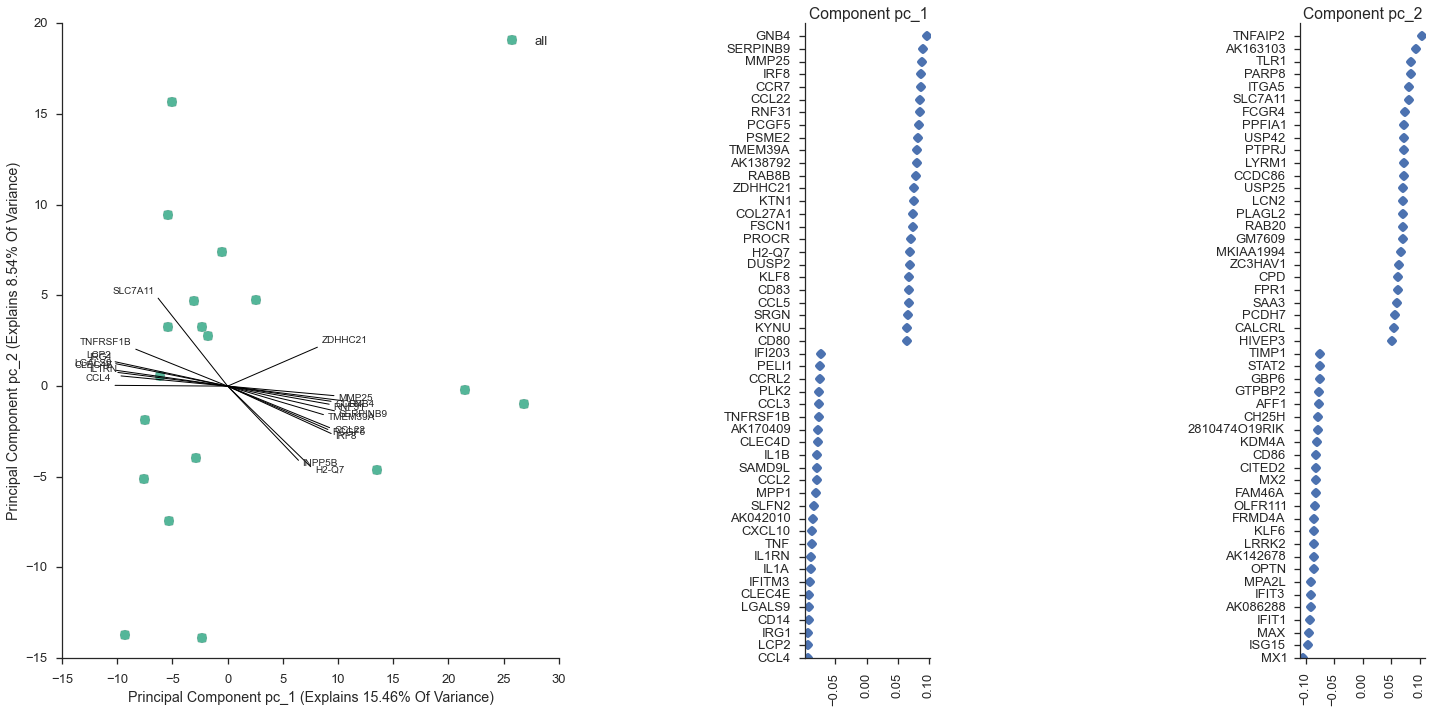 Component pc_1
Component pc_2
20
15
10
5
0
−5
−10
−15
Principal Component pc_2 (Explains 8.54% Of Variance)
all
SLC7A11
TNFRSF1B
ZDHHC21
LCP2
IL1RN
CCL4
MMP25
GNB4
SERPINB9
TMEM39A
CCL22
PCGF5
IRF8
INPP5B
H2-Q7
−15
−10
−5
0
5
10
15
20
25
30
Principal Component pc_1 (Explains 15.46% Of Variance)
GNB4
SERPINB9
MMP25
IRF8
CCR7
CCL22
RNF31
PCGF5
PSME2
TMEM39A
AK138792
RAB8B
ZDHHC21
KTN1
COL27A1
FSCN1
PROCR
H2-Q7
DUSP2
KLF8
CD83
CCL5
SRGN
KYNU
CD80
IFI203
PELI1
CCRL2
PLK2
CCL3
TNFRSF1B
AK170409
CLEC4D
IL1B
SAMD9L
CCL2
MPP1
SLFN2
AK042010
CXCL10
TNF
IL1RN
IL1A
IFITM3
CLEC4E
LGALS9
CD14
IRG1
LCP2
CCL4
−0.05
0.00
0.05
0.10
TNFAIP2
AK163103
TLR1
PARP8
ITGA5
SLC7A11
FCGR4
PPFIA1
USP42
PTPRJ
LYRM1
CCDC86
USP25
LCN2
PLAGL2
RAB20
GM7609
MKIAA1994
ZC3HAV1
CPD
FPR1
SAA3
PCDH7
CALCRL
HIVEP3
TIMP1
STAT2
GBP6
GTPBP2
AFF1
CH25H
2810474O19RIK
KDM4A
CD86
CITED2
MX2
FAM46A
OLFR111
FRMD4A
KLF6
LRRK2
AK142678
OPTN
MPA2L
IFIT3
AK086288
IFIT1
MAX
ISG15
MX1
−0.10
−0.05
0.00
0.05
0.10